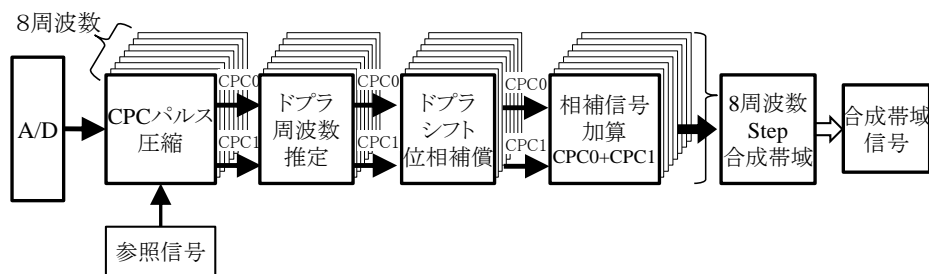 8周波数
A/D
CPCパルス
圧縮
参照信号
CPC0
CPC1
ドプラ
周波数
推定
CPC0
CPC1
ドプラ
シフト
位相補償
CPC0
CPC1
相補信号
加算
CPC0+CPC1
8周波数
Step
合成帯域
合成帯域
信号